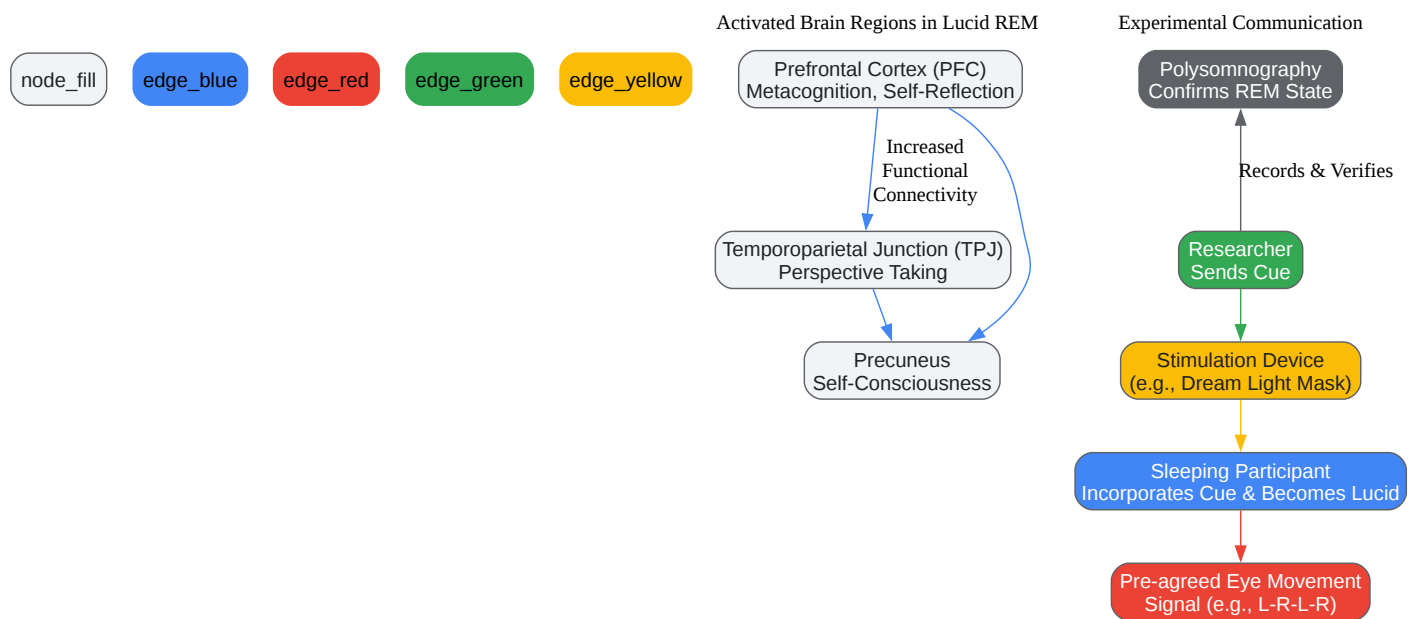 node_fill
edge_blue
edge_red
edge_green
edge_yellow
Activated Brain Regions in Lucid REM
Prefrontal Cortex (PFC)
Metacognition, Self-Reflection
Increased
Functional
Connectivity
Temporoparietal Junction (TPJ)
Perspective Taking
Precuneus
Self-Consciousness
Experimental Communication
Polysomnography
Confirms REM State
Records & Verifies
Researcher
Sends Cue
Stimulation Device
(e.g., Dream Light Mask)
Sleeping Participant
Incorporates Cue & Becomes Lucid
Pre-agreed Eye Movement
Signal (e.g., L-R-L-R)